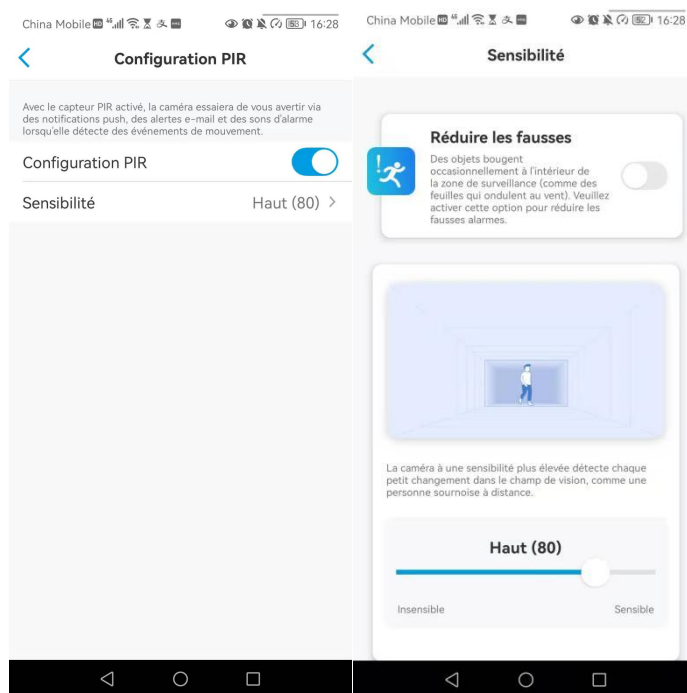 China Mobile HD 16:28
Configuration PIR
Avec le capteur PIR activé, la caméra essaiera de vous avertir via
des notifications push, des alertes e-mail et des sons d'alarme
lorsqu'elle détecte des événements de mouvement.
Configuration PIR
Sensibilité Haut (80)
China Mobile HD 16:28
Sensibilité
Réduire les fausses
Des objets bougent
occasionnellement à l'intérieur de
la zone de surveillance (comme des
feuilles qui ondulent au vent). Veuillez
activer cette option pour réduire les
fausses alarmes.
La caméra à une sensibilité plus élevée détecte chaque
petit changement dans le champ de vision, comme une
personne sournoise à distance.
Haut (80)
Insensible Sensible